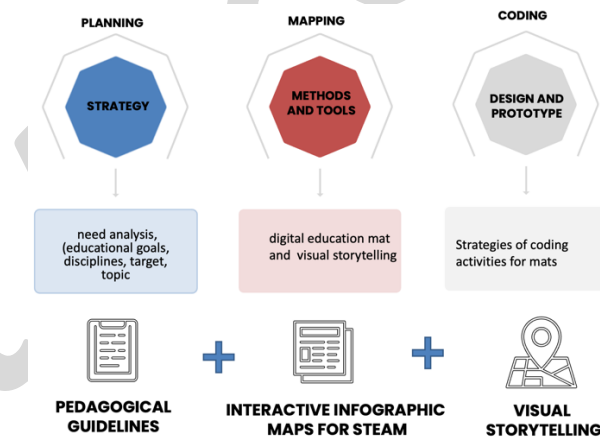 PLANNING
STRATEGY
need analysis,
(educational goals,
disciplines, target,
topic
PEDAGOGICAL
GUIDELINES
MAPPING
METHODS
AND TOOLS
digital education mat
and visual storytelling
INTERACTIVE INFOGRAPHIC
MAPS FOR STEAM
CODING
DESIGN AND
PROTOTYPE
Strategies of coding
activities for mats
VISUAL
STORYTELLING